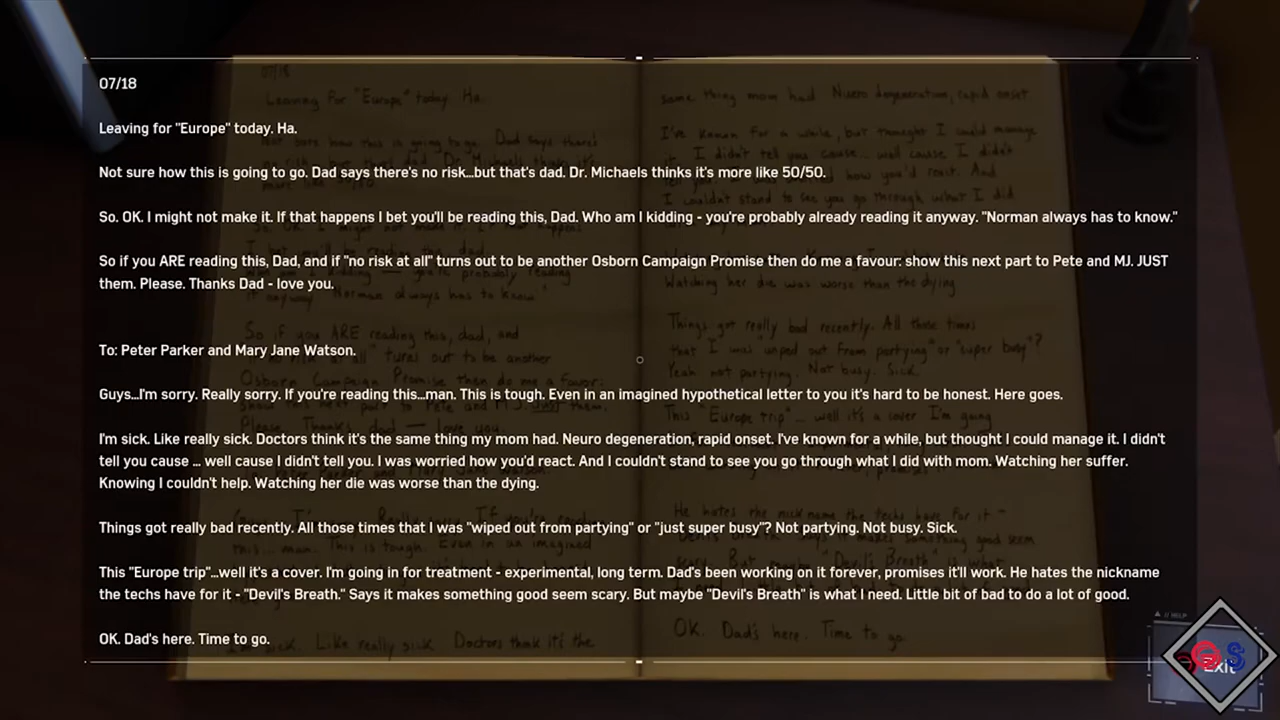 07/18
Leaving for "Europe" today. Ha.
Not sure how this is going to go. Dad says there's no risk...but that's dad. Dr. Michaels thinks it's more like 50/50.
So. OK. I might not make it. If that happens I bet you'll be reading this, Dad. Who am I kidding - you're probably already reading it anyway. "Norman always has to know."
So if you ARE reading this, Dad, and if "no risk at all" turns out to be another Osborn Campaign Promise then do me a favour: show this next part to Pete and MJ. JUST
them. Please. Thanks Dad - love you.
To: Peter Parker and Mary Jane Watson.
Guys...I'm sorry. Really sorry. If you're reading this...man. This is tough. Even in an imagined hypothetical letter to you it's hard to be honest. Here goes.
I'm sick. Like really sick. Doctors think it's the same thing my mom had. Neuro degeneration, rapid onset. I've known for a while, but thought I could manage it. I didn't
tell you cause ... well cause I didn't tell you. I was worried how you'd react. And I couldn't stand to see you go through what I did with mom. Watching her suffer.
Knowing I couldn't help. Watching her die was worse than the dying.
Things got really bad recently. All those times that I was "wiped out from partying" or "just super busy"? Not partying. Not busy. Sick.
This "Europe trip"...well it's a cover. I'm going in for treatment - experimental, long term. Dad's been working on it forever, promises it'll work. He hates the nickname
the techs have for it - "Devil's Breath." Says it makes something good seem scary. But maybe "Devil's Breath" is what I need. Little bit of bad to do a lot of good.
OK. Dad's here. Time to go.
Exit